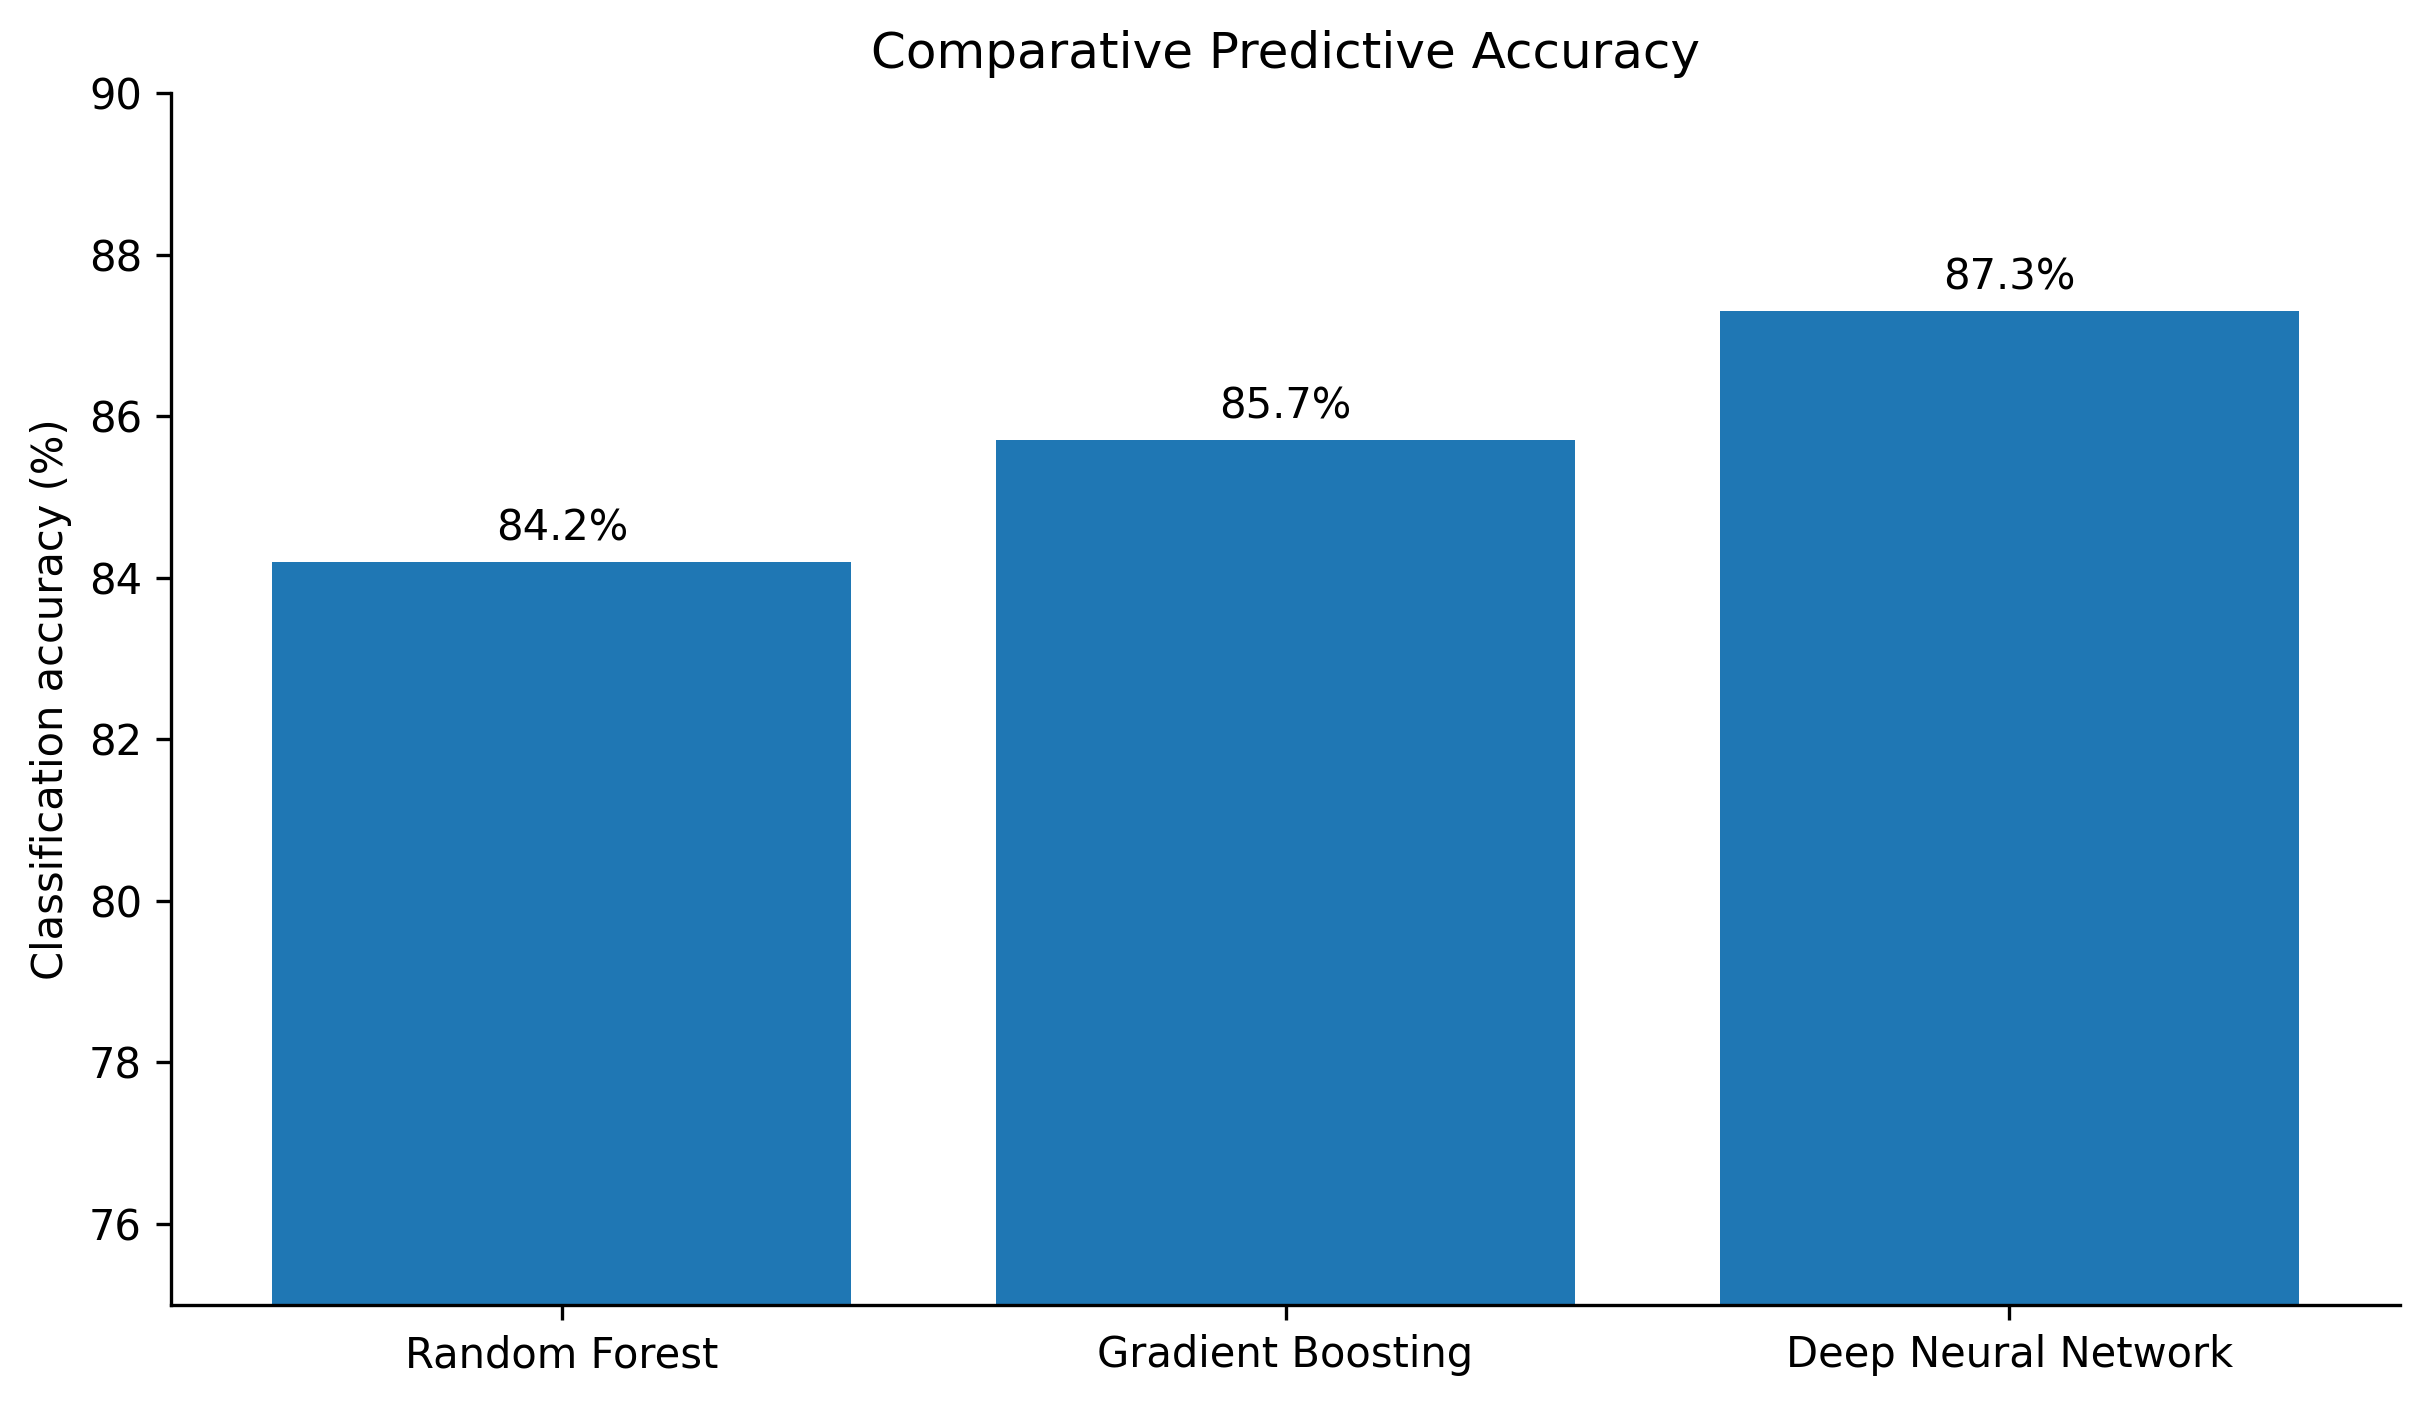 Comparative Predictive Accuracy
Classification accuracy (%)
90
88
86
84
82
80
78
76
84.2%
85.7%
87.3%
Random Forest
Gradient Boosting
Deep Neural Network